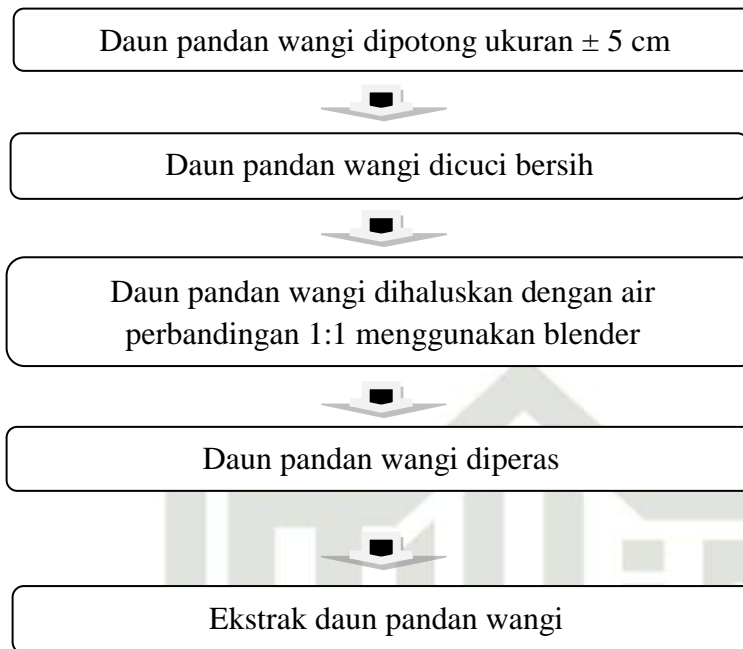 Daun pandan wangi dipotong ukuran ± 5 cm
Daun pandan wangi dicuci bersih
Daun pandan wangi dihaluskan dengan air
perbandingan 1:1 menggunakan blender
Daun pandan wangi diperas
Ekstrak daun pandan wangi